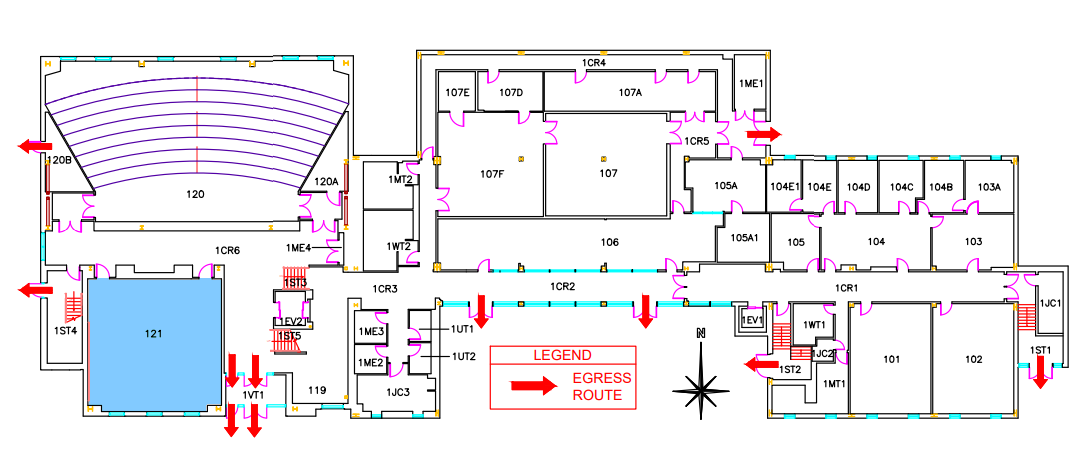 1CR4
1ME1
107E
107D
107A
1CR5
120B
120A
120
1MT2
107F
107
105A
104E1
104E
104D
104C
104B
103A
1WT2
106
105A1
105
104
103
1CR6
1ME4
1ST3
1CR3
1CR2
1CR1
1EV2
1ST4
121
1ST5
1ME3
1UT1
1ME2
1UT2
1JC3
119
1VT1
LEGEND
EGRESS
ROUTE
N
1EV1
1WT1
1JC2
1ST2
1MT1
101
102
1JC1
1ST1